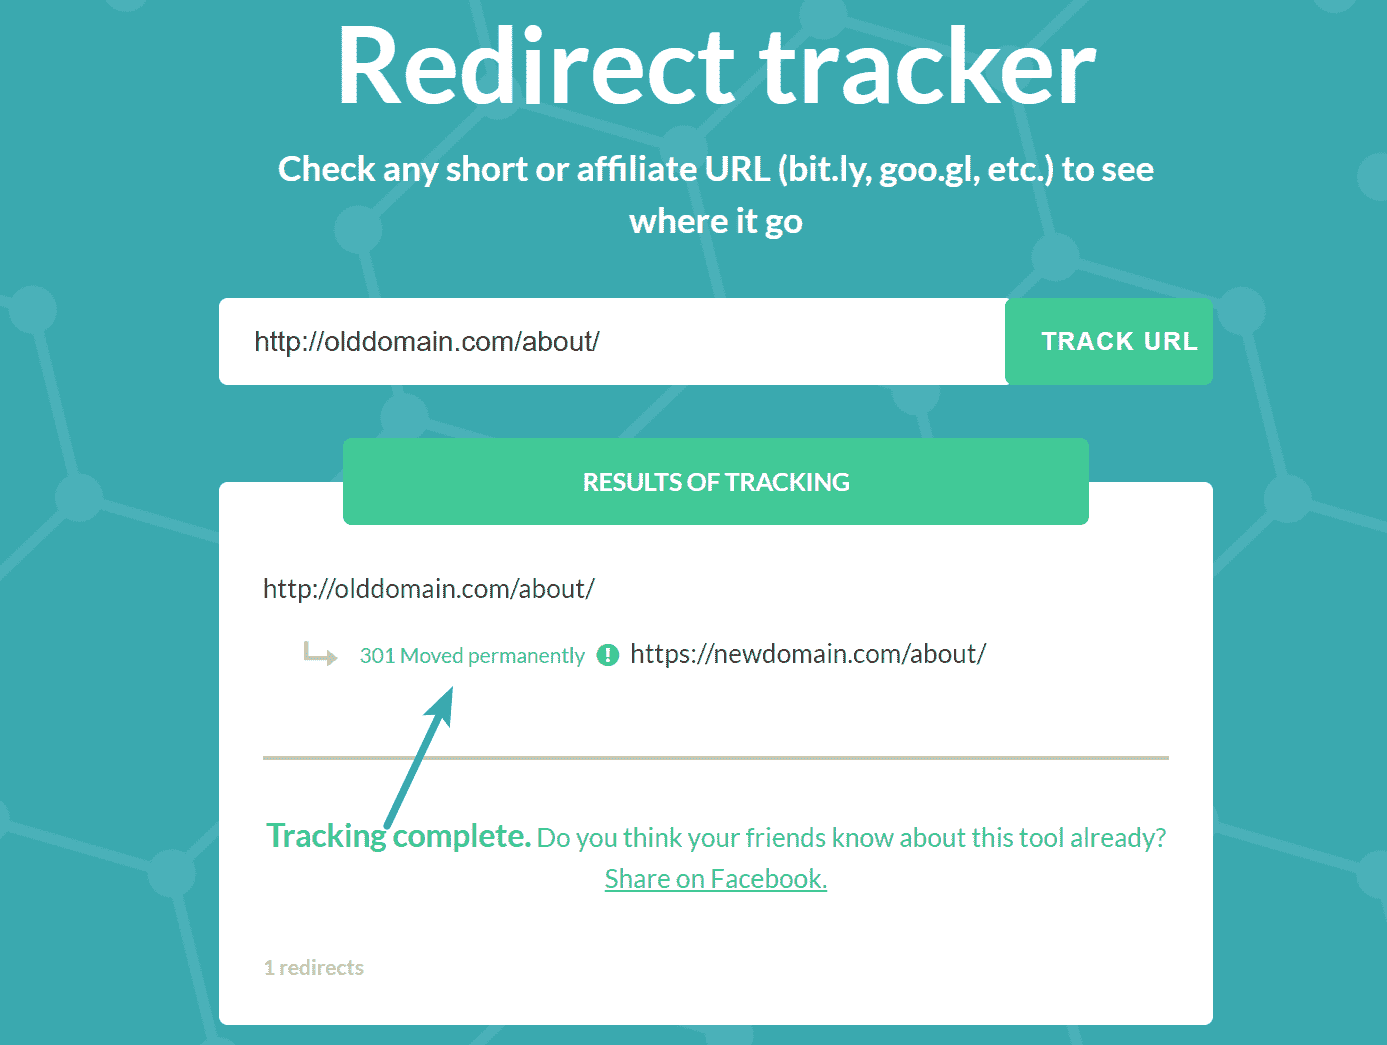 Redirect tracker
Check any short or affiliate URL (bit.ly, goo.gl, etc.) to see
where it go
http://olddomain.com/about/
TRACK URL
RESULTS OF TRACKING
http://olddomain.com/about/
301 Moved permanently ! https://newdomain.com/about/
Tracking complete. Do you think your friends know about this tool already?
Share on Facebook.
1 redirects